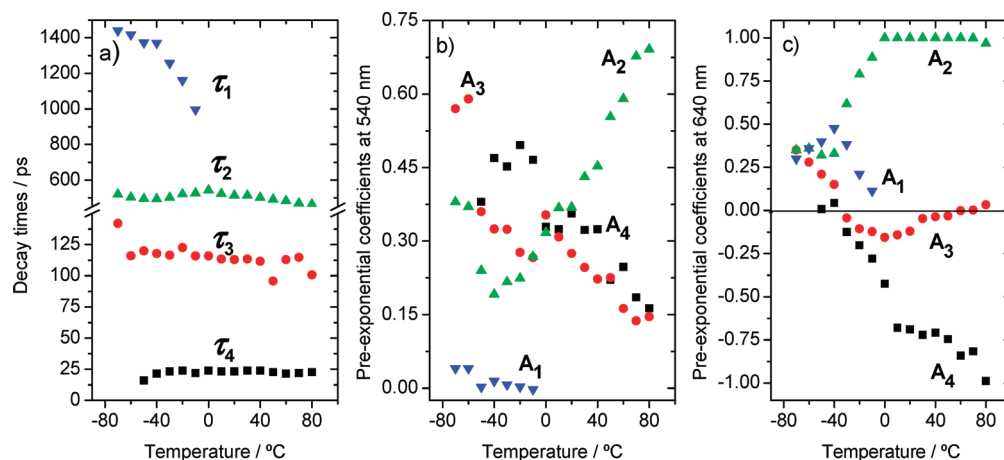 a)
Decay times / ps
1400
1200
1000
800
600
125
100
75
50
25
0
τ1
τ2
τ3
τ4
-80 -40 0 40 80
Temperature / ºC
b)
Pre-exponential coefficients at 540 nm
0.75
0.60
0.45
0.30
0.15
0.00
A3
A2
A4
A1
-80 -40 0 40 80
Temperature / ºC
c)
Pre-exponential coefficients at 640 nm
1.00
0.75
0.50
0.25
0.00
-0.25
-0.50
-0.75
-1.00
A2
A1
A3
A4
-80 -40 0 40 80
Temperature / ºC